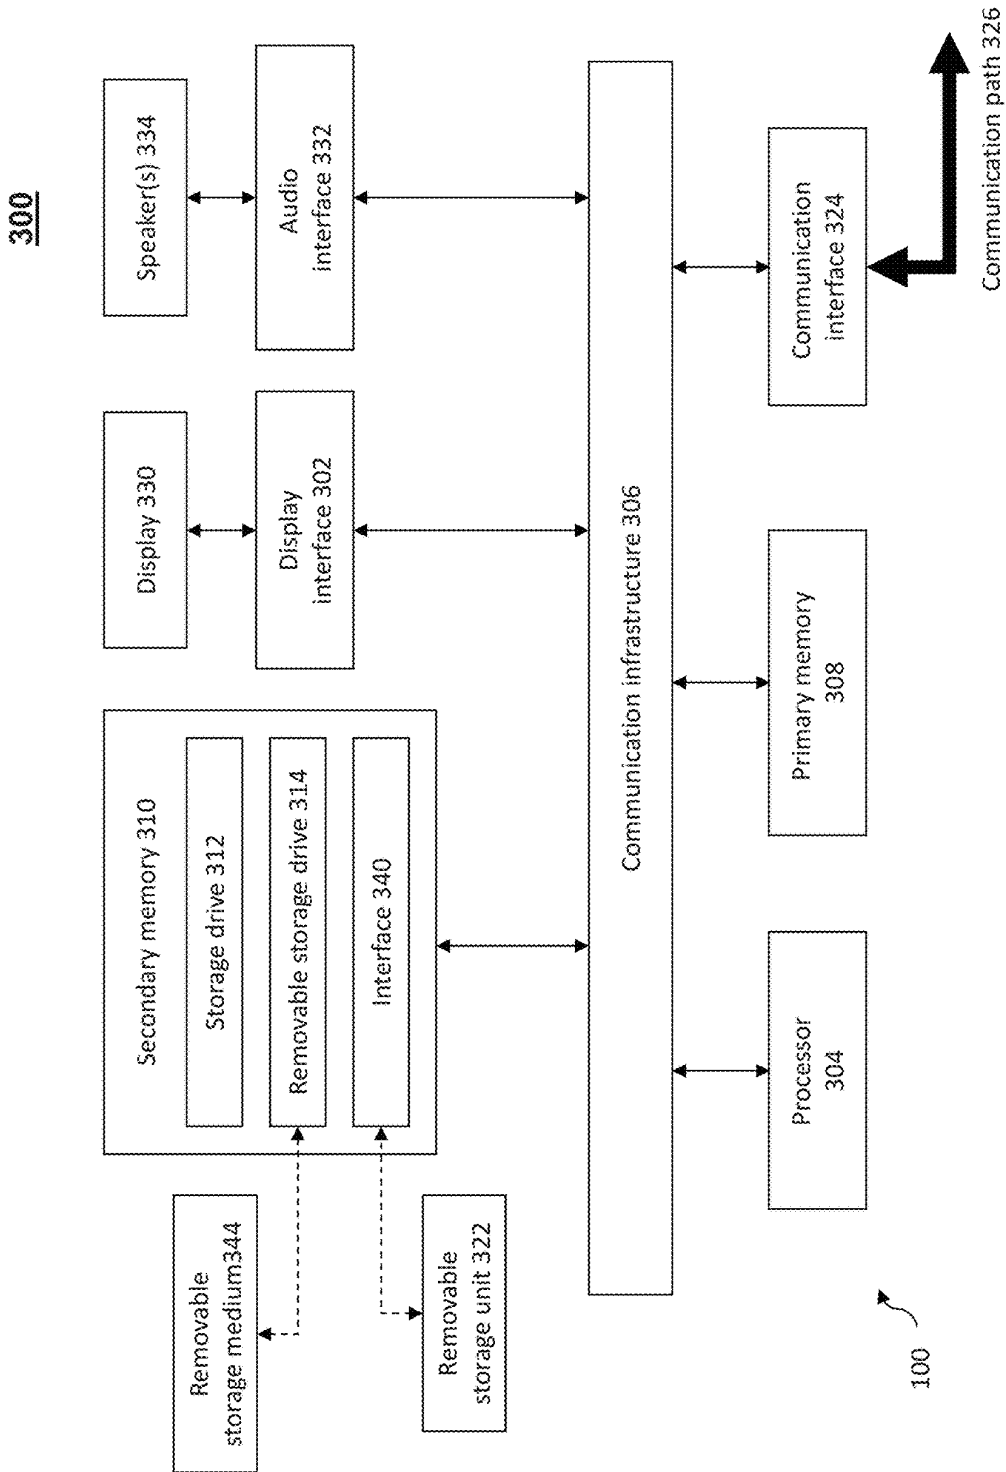 300
Removable
storage medium344
Removable
storage unit 322
Secondary memory 310
Storage drive 312
Removable storage drive 314
Interface 340
Display 330
Display
interface 302
Speaker(s) 334
Audio
interface 332
Communication infrastructure 306
Processor
304
Primary memory
308
Communication
interface 324
Communication path 326
100